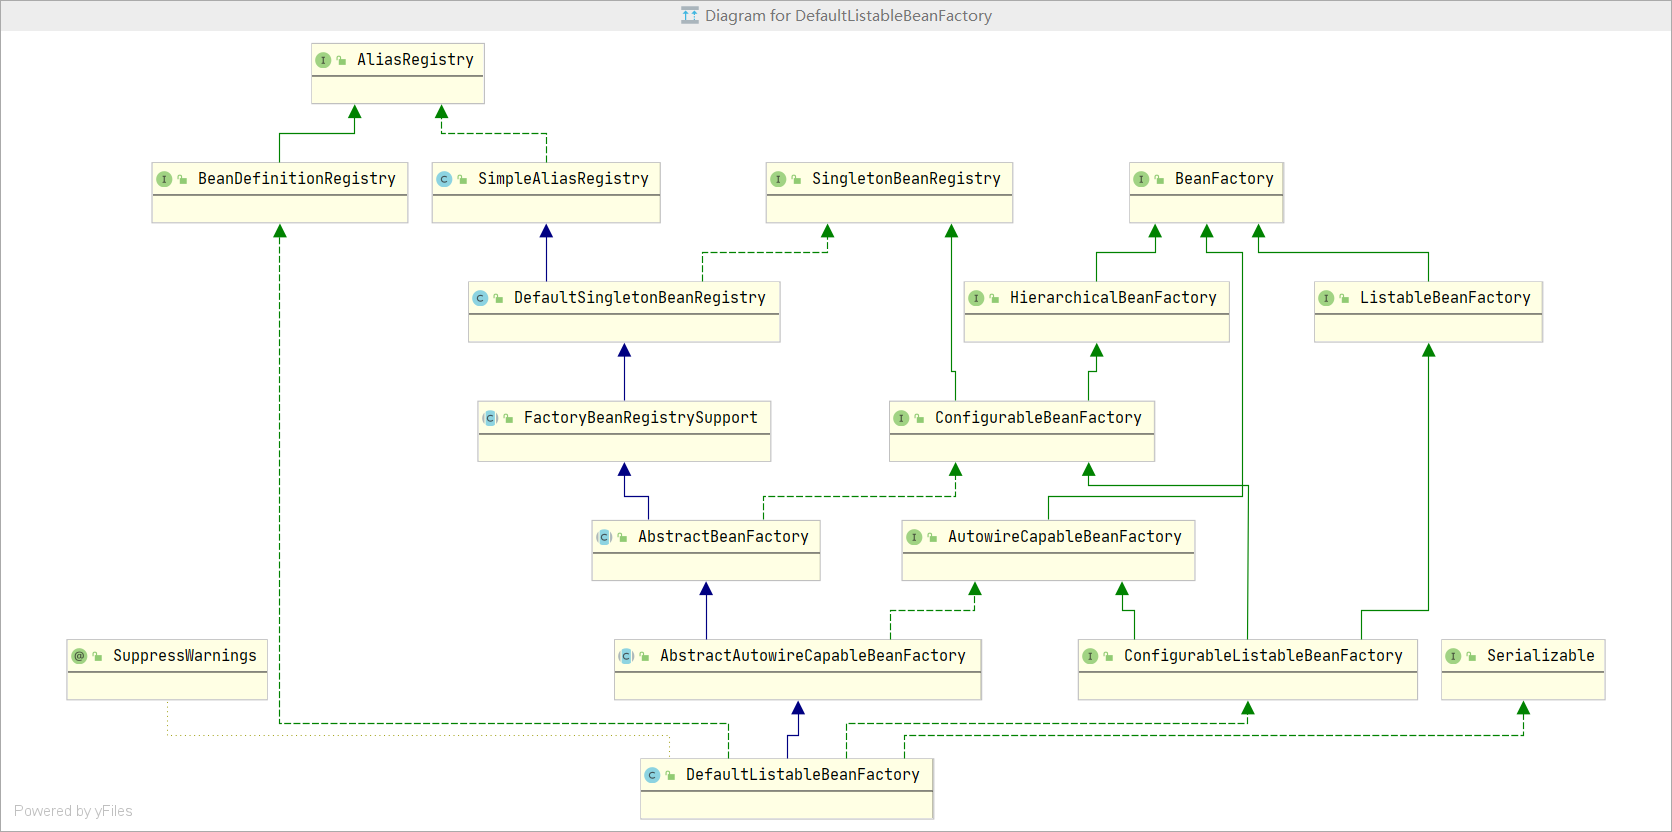 Diagram for DefaultListableBeanFactory
I AliasRegistry
I BeanDefinitionRegistry
C SimpleAliasRegistry
I SingletonBeanRegistry
I BeanFactory
C DefaultSingletonBeanRegistry
I HierarchicalBeanFactory
I ListableBeanFactory
C FactoryBeanRegistrySupport
I ConfigurableBeanFactory
C AbstractBeanFactory
I AutowireCapableBeanFactory
@ SuppressWarnings
C AbstractAutowireCapableBeanFactory
I ConfigurableListableBeanFactory
I Serializable
C DefaultListableBeanFactory
Powered by yFiles